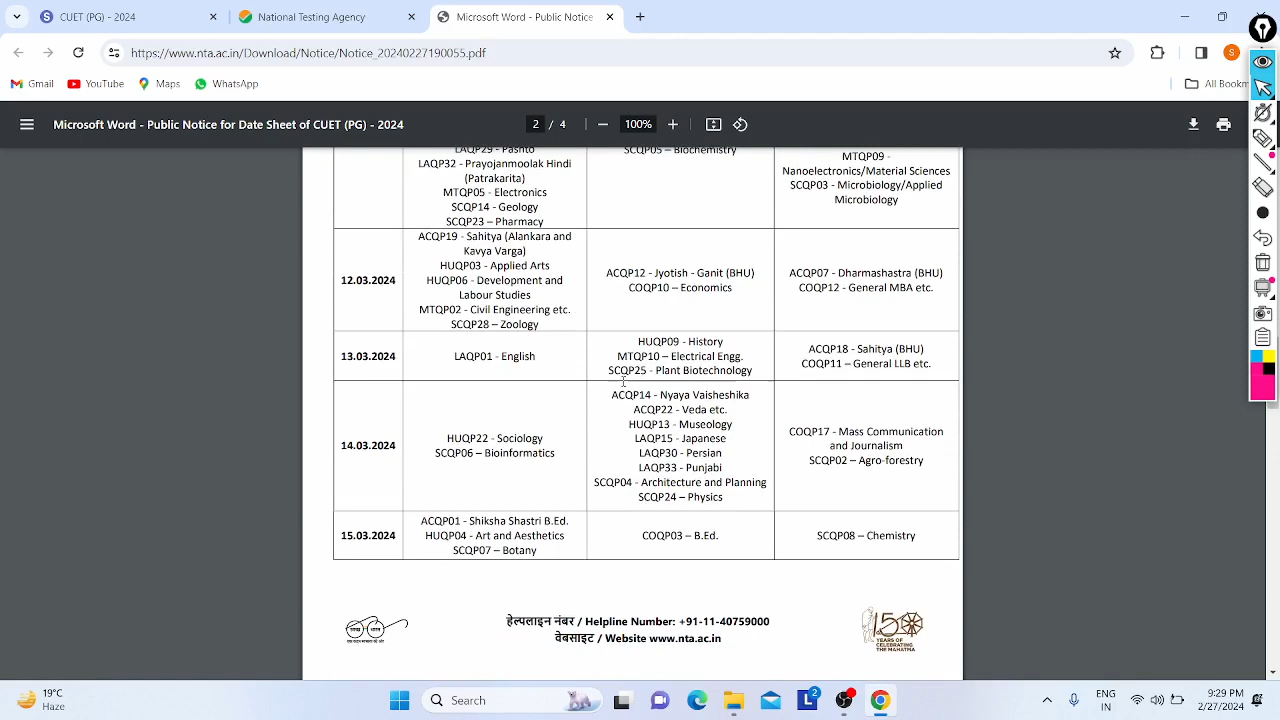 CUET (PG) - 2024
National Testing Agency
Microsoft Word - Public Notice
https://www.nta.ac.in/Download/Notice/Notice_20240227190055.pdf
S
Gmail
YouTube
Maps
WhatsApp
All Bookm
Microsoft Word - Public Notice for Date Sheet of CUET (PG) - 2024
2 / 4
100%
LAQP29 - Pashto
LAQP32 - Prayojanmoolak Hindi
(Patrakarita)
MTQP05 - Electronics
SCQP14 - Geology
SCQP23 – Pharmacy
SCQP05 – Biochemistry
MTQP09 -
Nanoelectronics/Material Sciences
SCQP03 - Microbiology/Applied
Microbiology
12.03.2024
ACQP19 - Sahitya (Alankara and
Kavya Varga)
HUQP03 - Applied Arts
HUQP06 - Development and
Labour Studies
MTQP02 – Civil Engineering etc.
SCQP28 – Zoology
ACQP12 - Jyotish - Ganit (BHU)
COQP10 – Economics
ACQP07 - Dharmashastra (BHU)
COQP12 - General MBA etc.
13.03.2024
LAQP01 - English
HUQP09 - History
MTQP10 – Electrical Engg.
SCQP25 - Plant Biotechnology
ACQP18 - Sahitya (BHU)
COQP11 – General LLB etc.
14.03.2024
HUQP22 - Sociology
SCQP06 – Bioinformatics
ACQP14 - Nyaya Vaisheshika
ACQP22 – Veda etc.
HUQP13 - Museology
LAQP15 - Japanese
LAQP30 - Persian
LAQP33 - Punjabi
SCQP04 - Architecture and Planning
SCQP24 – Physics
COQP17 - Mass Communication
and Journalism
SCQP02 – Agro-forestry
15.03.2024
ACQP01 - Shiksha Shastri B.Ed.
HUQP04 - Art and Aesthetics
SCQP07 - Botany
COQP03 – B.Ed.
SCQP08 – Chemistry
हेल्पलाइन नंबर / Helpline Number: +91-11-40759000
वेबसाइट / Website www.nta.ac.in
150
YEARS OF
CELEBRATING
THE MAHATMA
19°C
Haze
Search
2
ENG
IN
9:29 PM
2/27/2024